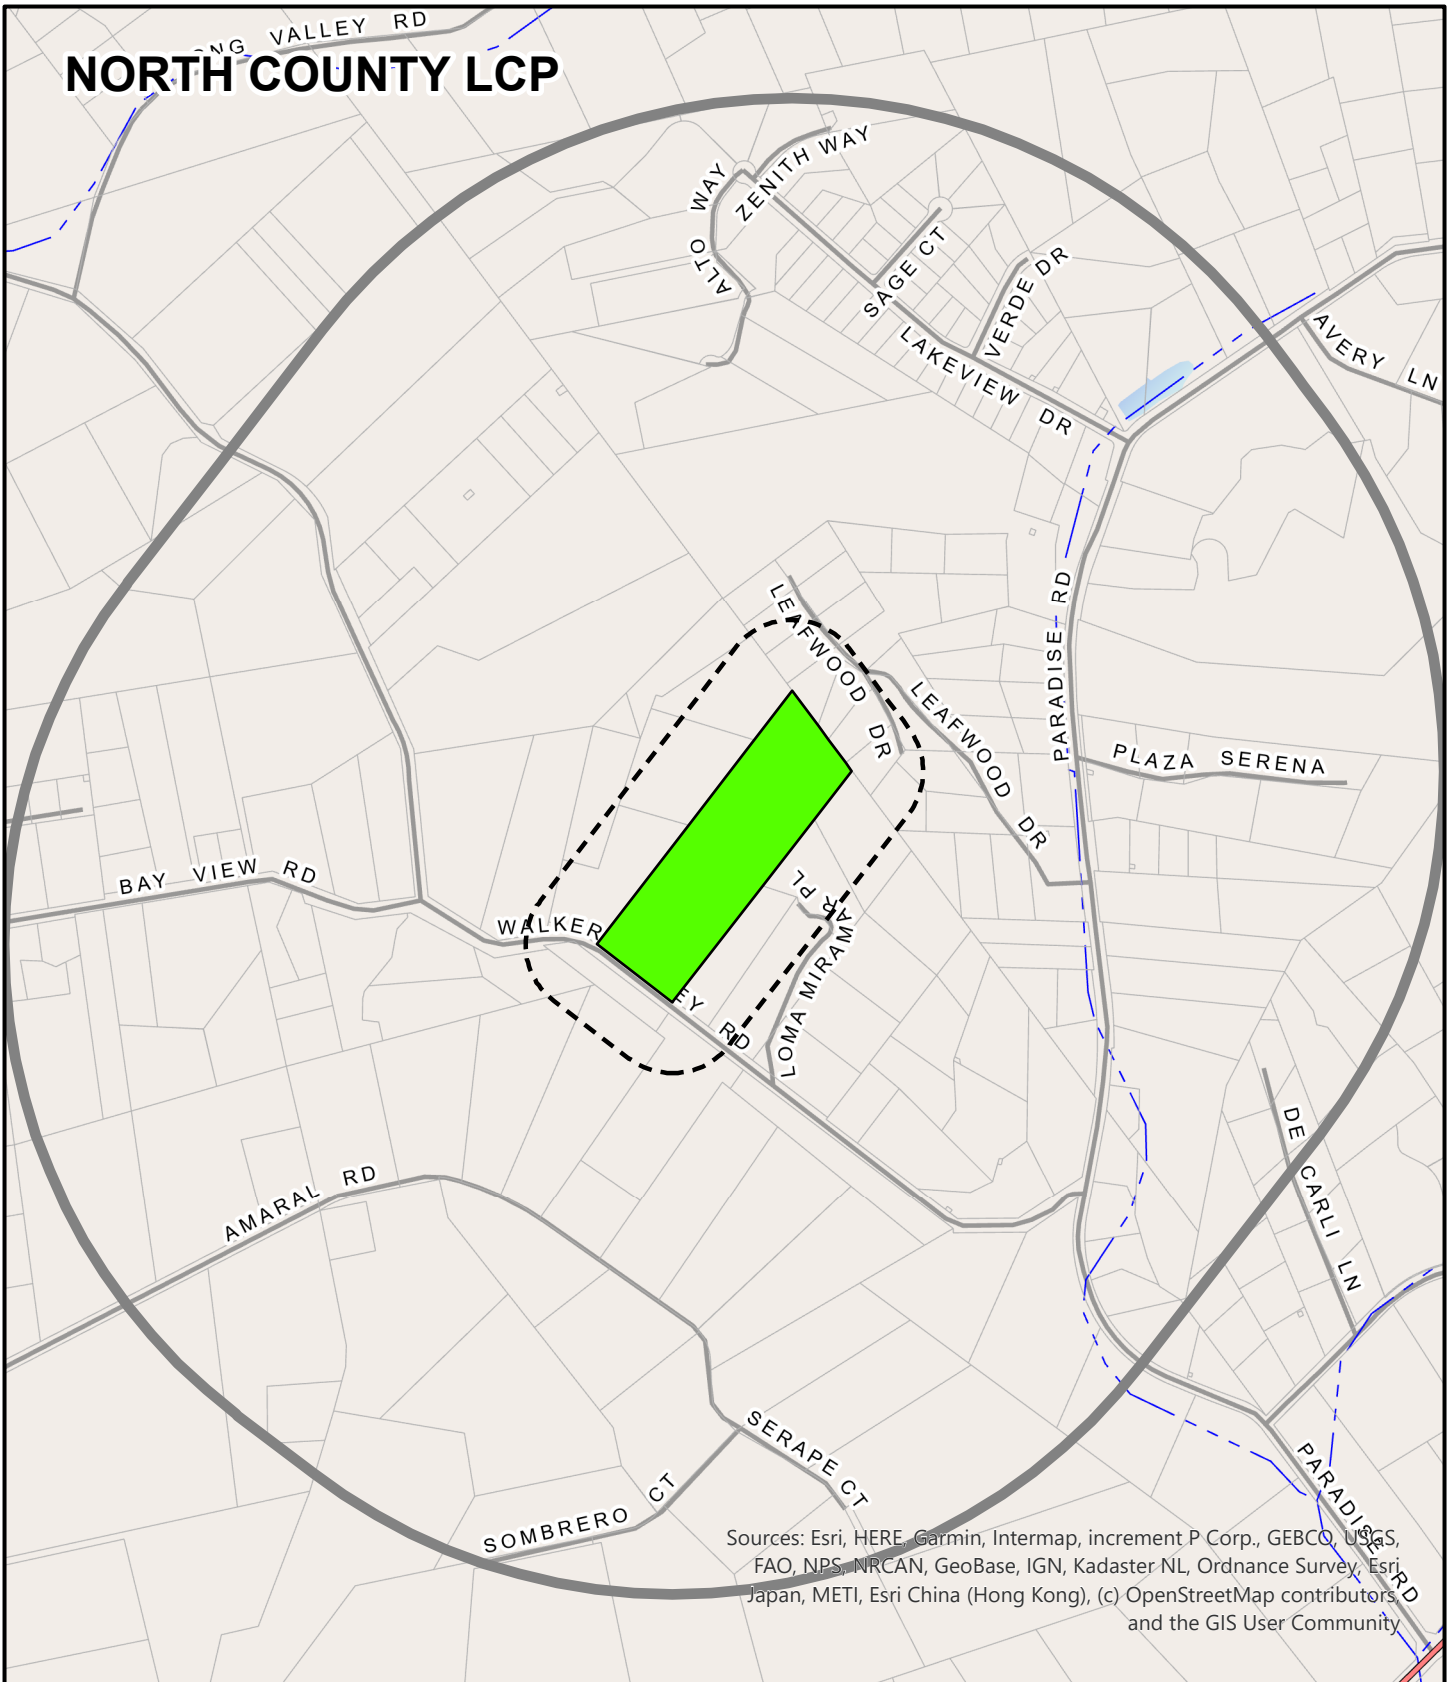 ONG VALLEY RD
NORTH COUNTY LCP
ZENITH WAY
ALTO WAY
SAGE CT
VERDE DR
LAKEVIEW DR
AVERY LN
PARADISE RD
LEAFWOOD DR
LEAFWOOD DR
PLAZA SERENA
BAY VIEW RD
WALKER EY RD
LOMA MIRAMAR PL
DE CARLI LN
AMARAL RD
SERAPE CT
SOMBRERO CT
PARADISE RD
Sources: Esri, HERE, Garmin, Intermap, increment P Corp., GEBCO, USGS,
FAO, NPS, NRCAN, GeoBase, IGN, Kadaster NL, Ordnance Survey, Esri
Japan, METI, Esri China (Hong Kong), (c) OpenStreetMap contributors,
and the GIS User Community